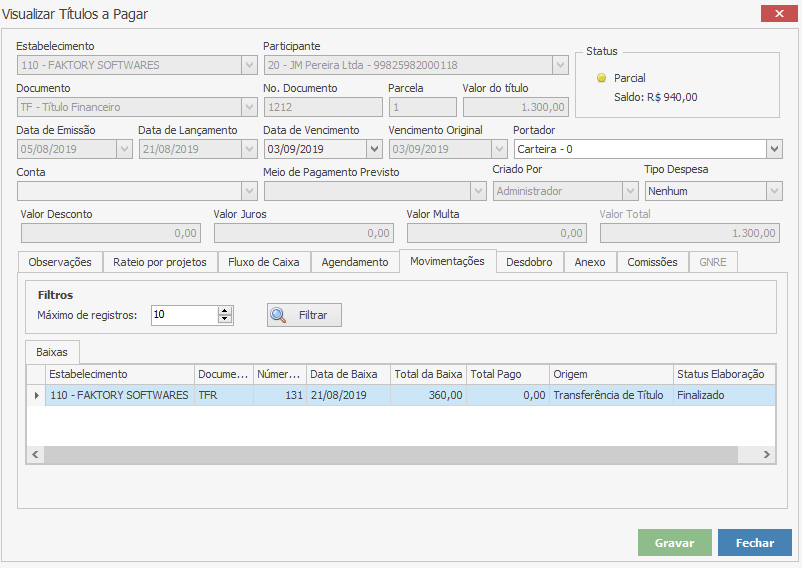 Visualizar Títulos a Pagar
Estabelecimento Participante
110 - FAKTORY SOFTWARES 20 - JM Pereira Ltda - 99825982000118
Status
Parcial
Saldo: R$ 940,00
Documento No. Documento Parcela Valor do título
TF - Título Financeiro 1212 1 1.300,00
Data de Emissão Data de Lançamento Data de Vencimento Vencimento Original Portador
05/08/2019 21/08/2019 03/09/2019 03/09/2019 Carteira - 0
Conta Meio de Pagamento Previsto Criado Por Tipo Despesa
Administrador Nenhum
Valor Desconto Valor Juros Valor Multa Valor Total
0,00 0,00 0,00 1.300,00
Observações Rateio por projetos Fluxo de Caixa Agendamento Movimentações Desdobro Anexo Comissões GNRE
Filtros
Máximo de registros: 10 Filtrar
Baixas
Estabelecimento Docume... Númer... Data de Baixa Total da Baixa Total Pago Origem Status Elaboração
110 - FAKTORY SOFTWARES TFR 131 21/08/2019 360,00 0,00 Transferência de Título Finalizado
Gravar Fechar